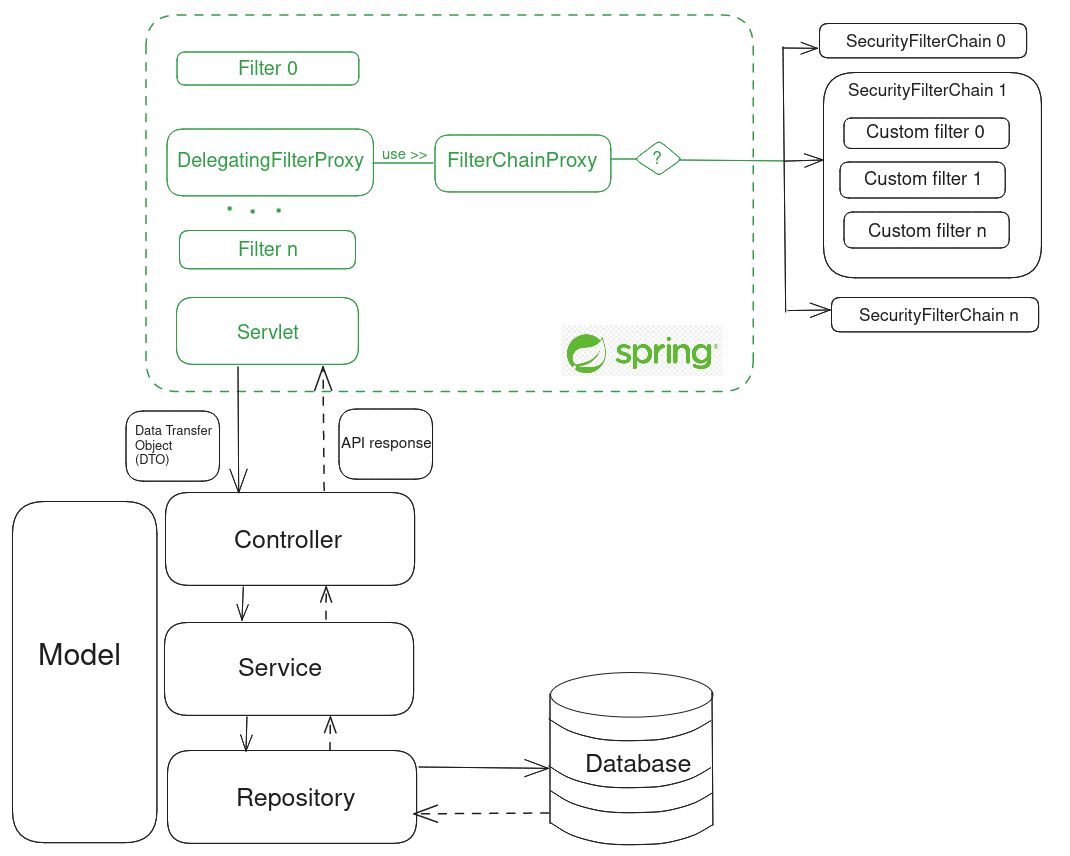 Filter 0
DelegatingFilterProxy
use >>
FilterChainProxy
?
Filter n
Servlet
spring
SecurityFilterChain 0
SecurityFilterChain 1
Custom filter 0
Custom filter 1
Custom filter n
SecurityFilterChain n
Data Transfer
Object
(DTO)
API response
Model
Controller
Service
Repository
Database